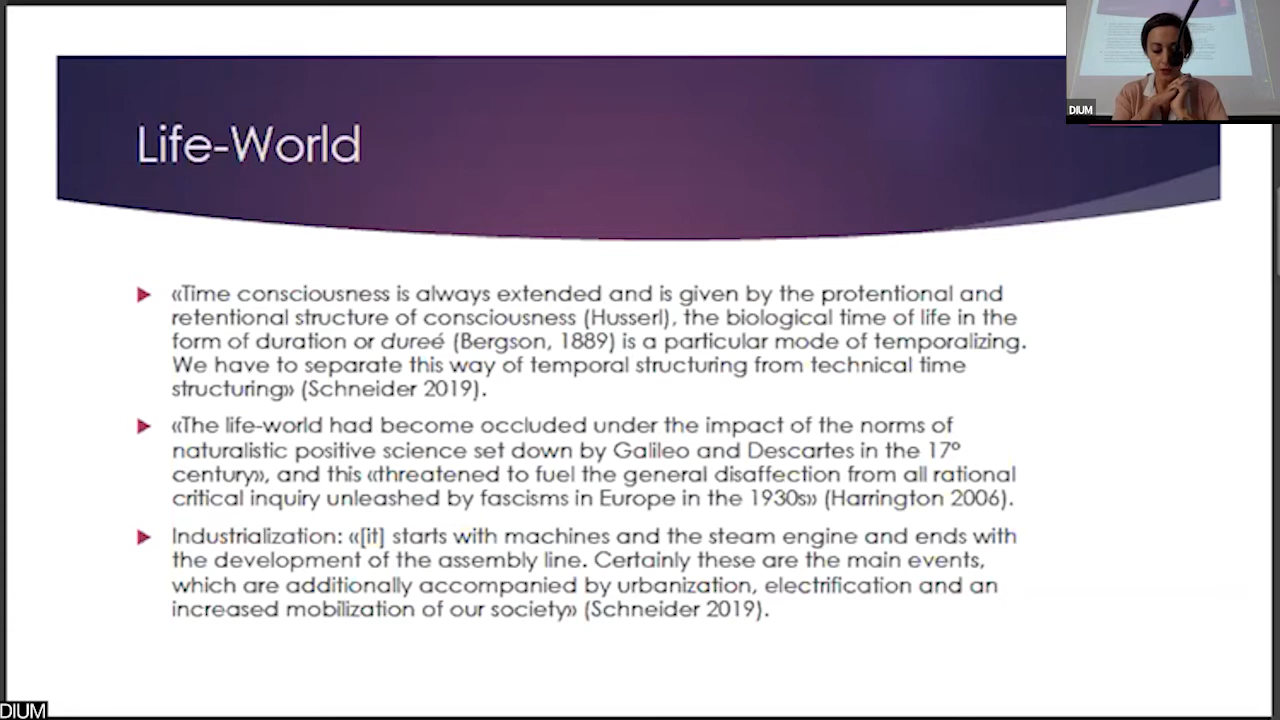 DIUM
Life-World
«Time consciousness is always extended and is given by the protentional and
retentional structure of consciousness (Husserl), the biological time of life in the
form of duration or dureé (Bergson, 1889) is a particular mode of temporalizing.
We have to separate this way of temporal structuring from technical time
structuring» (Schneider 2019).
«The life-world had become occluded under the impact of the norms of
naturalistic positive science set down by Galileo and Descartes in the 17º
century», and this «threatened to fuel the general disaffection from all rational
critical inquiry unleashed by fascisms in Europe in the 1930s» (Harrington 2006).
Industrialization: «[it] starts with machines and the steam engine and ends with
the development of the assembly line. Certainly these are the main events,
which are additionally accompanied by urbanization, electrification and an
increased mobilization of our society» (Schneider 2019).
DIUM